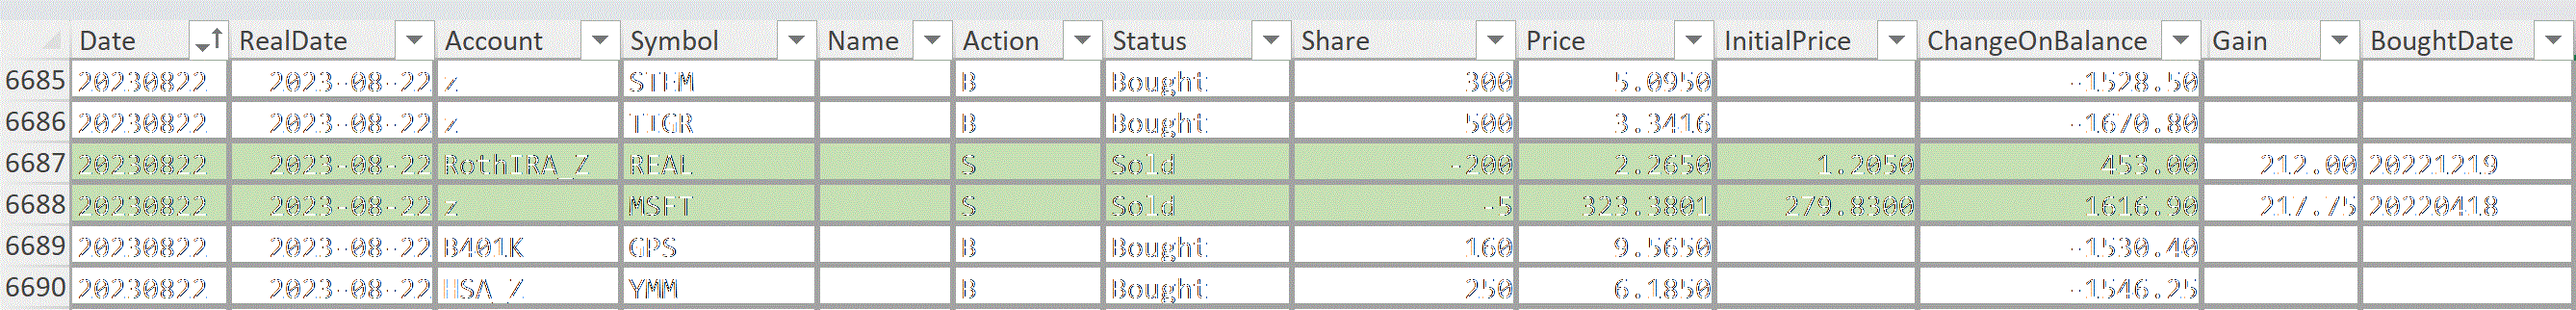 Date RealDate Account Symbol Name Action Status Share Price InitialPrice ChangeOnBalance Gain BoughtDate
6685 20230822 2023-08-22 z STEM B Bought 300 5.0950 -1528.50
6686 20230822 2023-08-22 z TIGR B Bought 500 3.3416 -1670.80
6687 20230822 2023-08-22 RothIRA_Z REAL S Sold -200 2.2650 1.2050 453.00 212.00 20221219
6688 20230822 2023-08-22 z MSFT S Sold -5 323.3801 279.8300 1616.90 217.75 20220418
6689 20230822 2023-08-22 B401K GPS B Bought 160 9.5650 -1530.40
6690 20230822 2023-08-22 HSA_Z YMM B Bought 250 6.1850 -1546.25